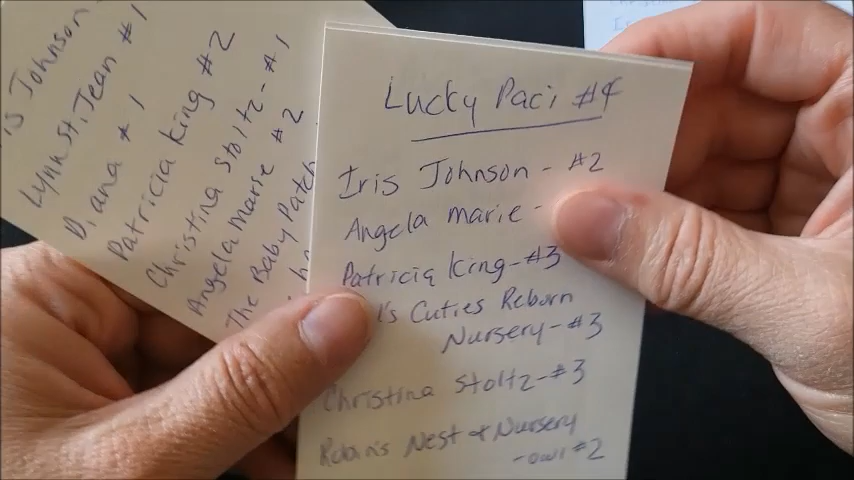 is Johnson
Lynn St. Jean #1
Diana #1
Patricia King #2
Christina Stoltz - #1
Angela Marie #2
The Baby Patch
Lucky Paci #4
Iris Johnson - #2
Angela marie -
Patricia King - #3
l's Cuties Reborn
Nursery - #3
Christina Stoltz - #3
Robin's Nest & Nursery
- owl #2